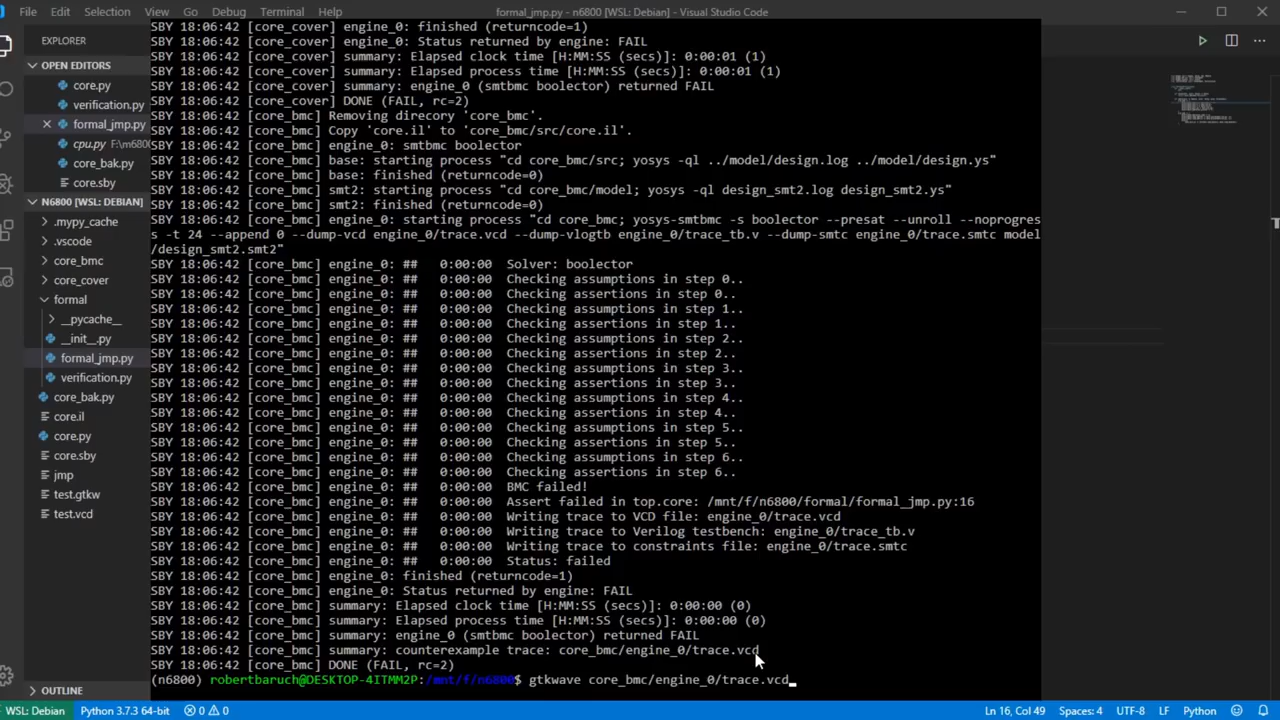 File Edit Selection View Go Debug Terminal Help formal_jmp.py - n6800 [WSL: Debian] - Visual Studio Code
EXPLORER
OPEN EDITORS
core.py
verification.py
formal_jmp.py
cpu.py F:\m6800
core_bak.py
core.sby
N6800 [WSL: DEBIAN]
.mypy_cache
.vscode
core_bmc
core_cover
formal
__pycache__
__init__.py
formal_jmp.py
verification.py
core_bak.py
core.il
core.py
core.sby
jmp
test.gtkw
test.vcd
OUTLINE
SBY 18:06:42 [core_cover] engine_0: finished (returncode=1)
SBY 18:06:42 [core_cover] engine_0: Status returned by engine: FAIL
SBY 18:06:42 [core_cover] summary: Elapsed clock time [H:MM:SS (secs)]: 0:00:01 (1)
SBY 18:06:42 [core_cover] summary: Elapsed process time [H:MM:SS (secs)]: 0:00:01 (1)
SBY 18:06:42 [core_cover] summary: engine_0 (smtbmc boolector) returned FAIL
SBY 18:06:42 [core_cover] DONE (FAIL, rc=2)
SBY 18:06:42 [core_bmc] Removing direcory 'core_bmc'.
SBY 18:06:42 [core_bmc] Copy 'core.il' to 'core_bmc/src/core.il'.
SBY 18:06:42 [core_bmc] engine_0: smtbmc boolector
SBY 18:06:42 [core_bmc] base: starting process "cd core_bmc/src; yosys -ql ../model/design.log ../model/design.ys"
SBY 18:06:42 [core_bmc] base: finished (returncode=0)
SBY 18:06:42 [core_bmc] smt2: starting process "cd core_bmc/model; yosys -ql design_smt2.log design_smt2.ys"
SBY 18:06:42 [core_bmc] smt2: finished (returncode=0)
SBY 18:06:42 [core_bmc] engine_0: starting process "cd core_bmc; yosys-smtbmc -s boolector --presat --unroll --noprogres
s -t 24 --append 0 --dump-vcd engine_0/trace.vcd --dump-vlogtb engine_0/trace_tb.v --dump-smtc engine_0/trace.smtc model
/design_smt2.smt2"
SBY 18:06:42 [core_bmc] engine_0: ## 0:00:00 Solver: boolector
SBY 18:06:42 [core_bmc] engine_0: ## 0:00:00 Checking assumptions in step 0..
SBY 18:06:42 [core_bmc] engine_0: ## 0:00:00 Checking assertions in step 0..
SBY 18:06:42 [core_bmc] engine_0: ## 0:00:00 Checking assumptions in step 1..
SBY 18:06:42 [core_bmc] engine_0: ## 0:00:00 Checking assertions in step 1..
SBY 18:06:42 [core_bmc] engine_0: ## 0:00:00 Checking assumptions in step 2..
SBY 18:06:42 [core_bmc] engine_0: ## 0:00:00 Checking assertions in step 2..
SBY 18:06:42 [core_bmc] engine_0: ## 0:00:00 Checking assumptions in step 3..
SBY 18:06:42 [core_bmc] engine_0: ## 0:00:00 Checking assertions in step 3..
SBY 18:06:42 [core_bmc] engine_0: ## 0:00:00 Checking assumptions in step 4..
SBY 18:06:42 [core_bmc] engine_0: ## 0:00:00 Checking assertions in step 4..
SBY 18:06:42 [core_bmc] engine_0: ## 0:00:00 Checking assumptions in step 5..
SBY 18:06:42 [core_bmc] engine_0: ## 0:00:00 Checking assertions in step 5..
SBY 18:06:42 [core_bmc] engine_0: ## 0:00:00 Checking assumptions in step 6..
SBY 18:06:42 [core_bmc] engine_0: ## 0:00:00 Checking assertions in step 6..
SBY 18:06:42 [core_bmc] engine_0: ## 0:00:00 BMC failed!
SBY 18:06:42 [core_bmc] engine_0: ## 0:00:00 Assert failed in top.core: /mnt/f/n6800/formal/formal_jmp.py:16
SBY 18:06:42 [core_bmc] engine_0: ## 0:00:00 Writing trace to VCD file: engine_0/trace.vcd
SBY 18:06:42 [core_bmc] engine_0: ## 0:00:00 Writing trace to Verilog testbench: engine_0/trace_tb.v
SBY 18:06:42 [core_bmc] engine_0: ## 0:00:00 Writing trace to constraints file: engine_0/trace.smtc
SBY 18:06:42 [core_bmc] engine_0: ## 0:00:00 Status: failed
SBY 18:06:42 [core_bmc] engine_0: finished (returncode=1)
SBY 18:06:42 [core_bmc] engine_0: Status returned by engine: FAIL
SBY 18:06:42 [core_bmc] summary: Elapsed clock time [H:MM:SS (secs)]: 0:00:00 (0)
SBY 18:06:42 [core_bmc] summary: Elapsed process time [H:MM:SS (secs)]: 0:00:00 (0)
SBY 18:06:42 [core_bmc] summary: engine_0 (smtbmc boolector) returned FAIL
SBY 18:06:42 [core_bmc] summary: counterexample trace: core_bmc/engine_0/trace.vcd
SBY 18:06:42 [core_bmc] DONE (FAIL, rc=2)
(n6800) robertbaruch@DESKTOP-4ITMM2P:/mnt/f/n6800$ gtkwave core_bmc/engine_0/trace.vcd
WSL: Debian Python 3.7.3 64-bit 0 0 Ln 16, Col 49 Spaces: 4 UTF-8 LF Python